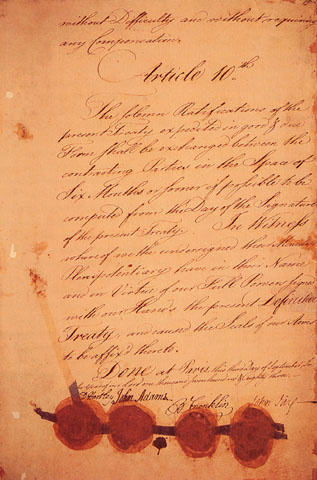 without Difficulty and without requiring
any Compensation.
Article 10th
The solemn Ratifications of the
present Treaty expedited in good & due
Form shall be exchanged between the
contracting Parties in the Space of
Six Months or sooner if possible to be
computed from the Day of the Signature
of the present Treaty. In Witness
whereof we the undersigned their Ministers
Plenipotentiary have in their Name
and in Virtue of our Full Powers signed
with our Hands the present Definitive
Treaty, and caused the Seals of our Arms
to be affix'd thereto.
Done at Paris, this third day of September, In
the year of our Lord one thousand seven hundred & eighty three.
D Hartley John Adams B Franklin John Jay